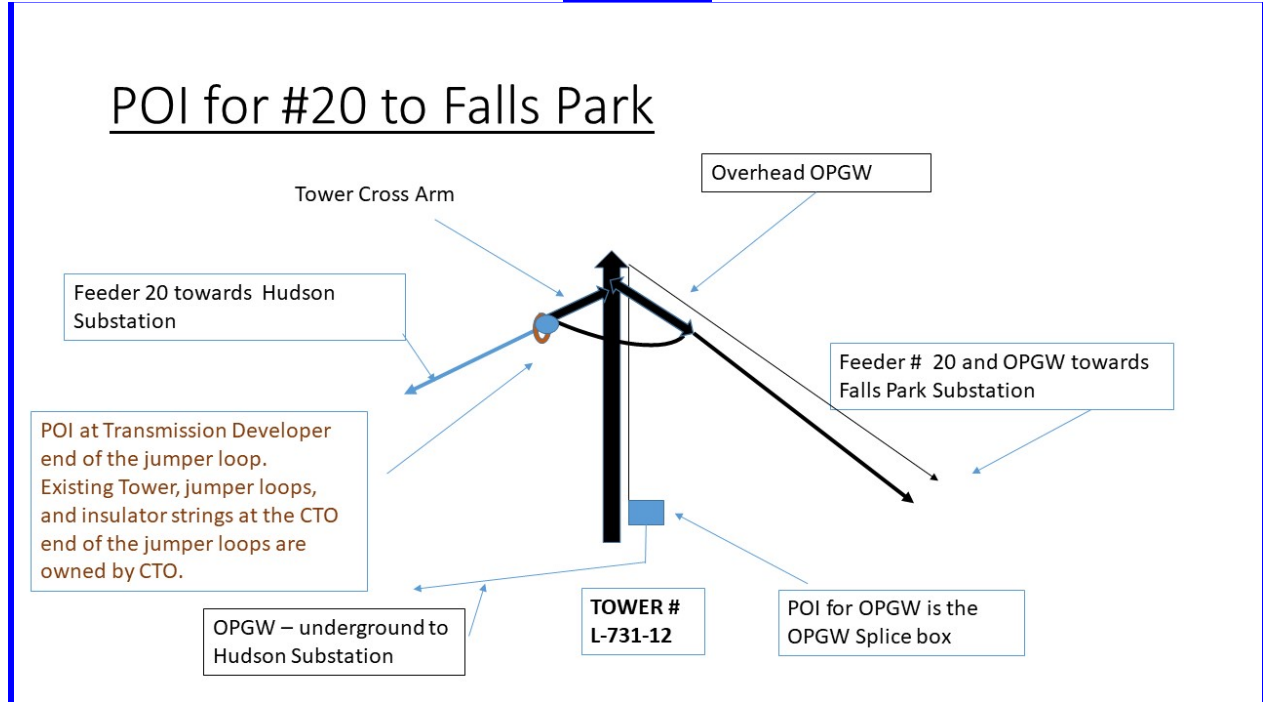 POI for #20 to Falls Park
Overhead OPGW
Tower Cross Arm
Feeder 20 towards Hudson
Substation
Feeder # 20 and OPGW towards
Falls Park Substation
POI at Transmission Developer
end of the jumper loop.
Existing Tower, jumper loops,
and insulator strings at the CTO
end of the jumper loops are
owned by CTO.
OPGW – underground to
Hudson Substation
TOWER #
L-731-12
POI for OPGW is the
OPGW Splice box